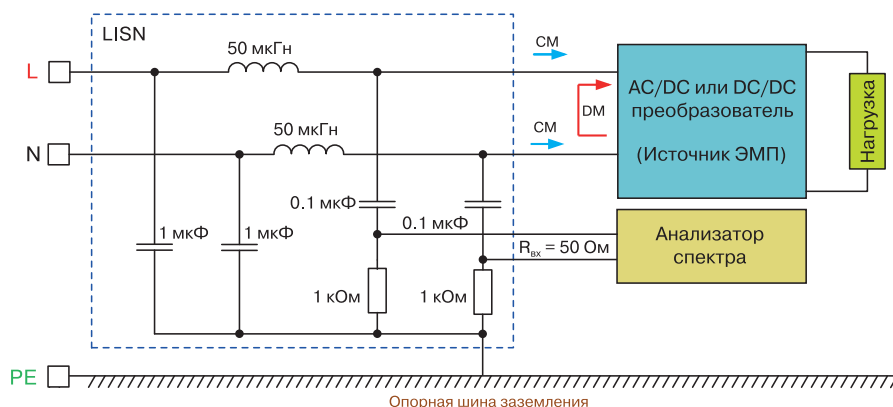 LISN
50 мкГн
CM
L
AC/DC или DC/DC
преобразователь
(Источник ЭМП)
Нагрузка
DM
50 мкГн
CM
N
0.1 мкФ
0.1 мкФ
1 мкФ
1 мкФ
Rвх = 50 Ом
Анализатор
спектра
1 кОм
1 кОм
PE
Опорная шина заземления